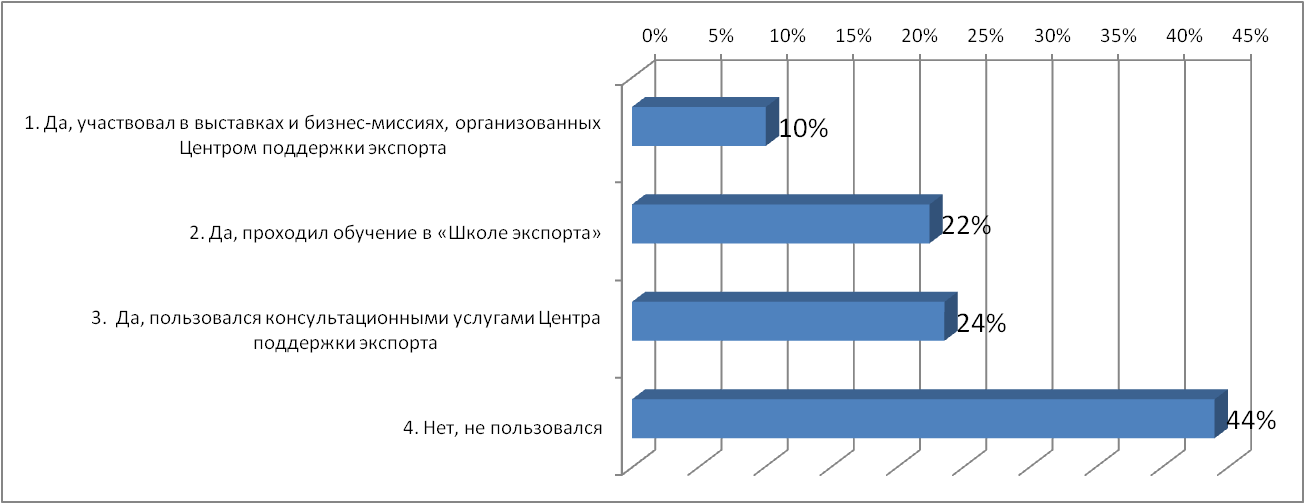 0% 5% 10% 15% 20% 25% 30% 35% 40% 45%
1. Да, участвовал в выставках и бизнес-миссиях, организованных
Центром поддержки экспорта
10%
2. Да, проходил обучение в «Школе экспорта»
22%
3. Да, пользовался консультационными услугами Центра
поддержки экспорта
24%
4. Нет, не пользовался
44%